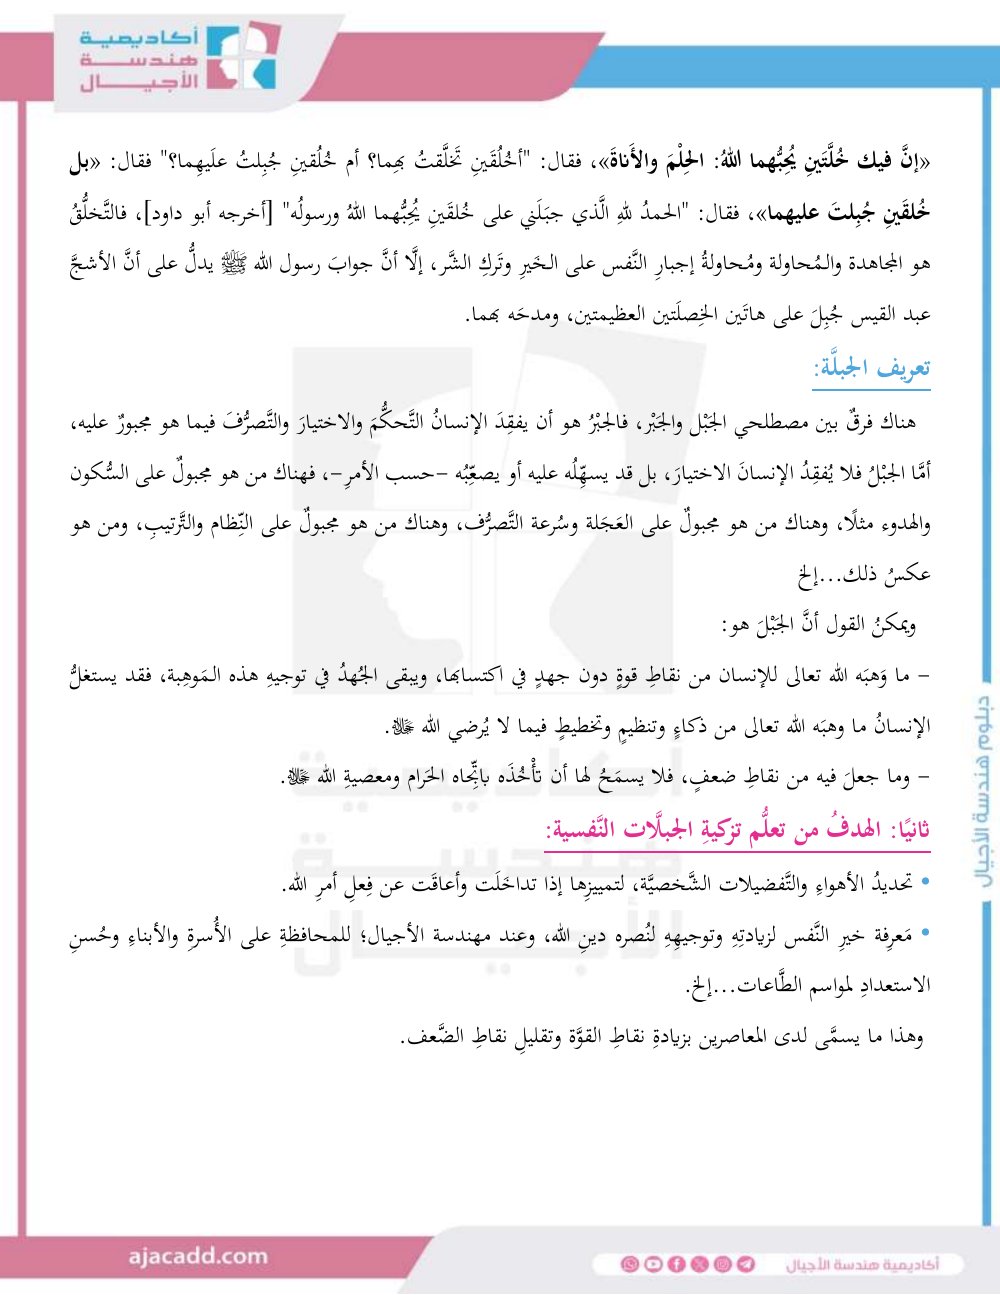 أكاديمية
هندسة
الأجيال
«إنَّ فيك خُلَّتَينِ يُحِبُّهما اللهُ: الحِلْمَ والأَناةَ»، فقال: "أخُلُقَينِ تَخلَّقتُ بهِما؟ أم خُلُقينِ جُبِلتُ علَيهِما؟" فقال: «بل
خُلقَينِ جُبِلتَ عليهما»، فقال: "الحمدُ للهِ الَّذي جبَلَني على خُلقَينِ يُحِبُّهما اللهُ ورسولُه" [أخرجه أبو داود]، فالتَّخلُّقُ
هو المجاهدة والمُحاولة ومُحاولةُ إجبارِ النَّفس على الخَيرِ وتَركِ الشَّر، إلَّا أنَّ جوابَ رسول الله ﷺ يدلُّ على أنَّ الأشجَّ
عبد القيس جُبِلَ على هاتَين الخِصلَتين العظيمتين، ومدحَه بهما.
تعريف الجبلَّة:
هناك فرقٌ بين مصطلحي الجَبْل والجَبْر، فالجبْرُ هو أن يفقِدَ الإنسانُ التَّحكُّمَ والاختيارَ والتَّصرُّفَ فيما هو مجبورٌ عليه،
أمَّا الجبْلُ فلا يُفقِدُ الإنسانَ الاختيارَ، بل قد يسهِّلُه عليه أو يصعِّبُه –حسب الأمرِ–، فهناك من هو مجبولٌ على السُّكون
والهدوء مثلًا، وهناك من هو مجبولٌ على العَجَلة وسُرعة التَّصرُّف، وهناك من هو مجبولٌ على النِّظام والتَّرتيبِ، ومن هو
عكسُ ذلك...إلخ
ويمكنُ القول أنَّ الجَبْلَ هو:
– ما وَهبَه الله تعالى للإنسان من نقاطِ قوةٍ دون جهدٍ في اكتسابها، ويبقى الجُهدُ في توجيهِ هذه المَوهِبة، فقد يستغلُّ
الإنسانُ ما وهبَه الله تعالى من ذكاءٍ وتنظيمٍ وتخطيطٍ فيما لا يُرضي الله ﷻ.
– وما جعلَ فيه من نقاطِ ضعفٍ، فلا يسمَحُ لها أن تأْخُذَه باتِّجاه الحَرام ومعصيةِ الله ﷻ.
ثانيًا: الهدفُ من تعلُّم تزكيةِ الجبلَّات النَّفسية:
• تحديدُ الأهواءِ والتَّفضيلات الشَّخصيَّة، لتمييزِها إذا تداخَلَت وأعاقَت عن فِعلِ أمرِ الله.
• مَعرِفة خيرِ النَّفس لزيادتِهِ وتوجيهِهِ لنُصره دينِ الله، وعند مهندسة الأجيال؛ للمحافظةِ على الأُسرةِ والأبناءِ وحُسنِ
الاستعدادِ لمواسم الطَّاعات...إلخ.
وهذا ما يسمَّى لدى المعاصرين بزيادةِ نقاطِ القوَّة وتقليلِ نقاطِ الضَّعف.
دبلوم هندسة الأجيال
أكاديمية
هندسة
الأجيال
ajacadd.com
أكاديمية هندسة الأجيال